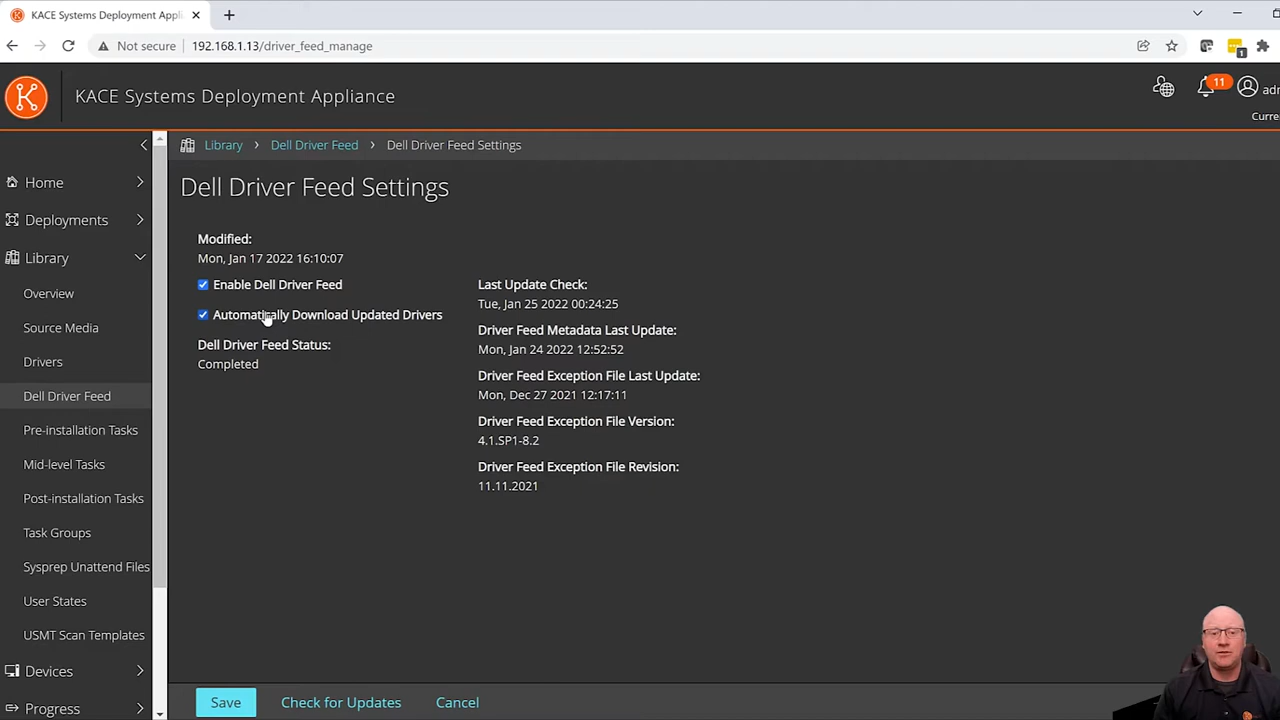 KACE Systems Deployment Appl
Not secure
192.168.1.13/driver_feed_manage
1
KACE Systems Deployment Appliance
11
adm
Curre
Home
Deployments
Library
Overview
Source Media
Drivers
Dell Driver Feed
Pre-installation Tasks
Mid-level Tasks
Post-installation Tasks
Task Groups
Sysprep Unattend Files
User States
USMT Scan Templates
Devices
Progress
Library > Dell Driver Feed > Dell Driver Feed Settings
Dell Driver Feed Settings
Modified:
Mon, Jan 17 2022 16:10:07
Enable Dell Driver Feed
Automatically Download Updated Drivers
Dell Driver Feed Status:
Completed
Last Update Check:
Tue, Jan 25 2022 00:24:25
Driver Feed Metadata Last Update:
Mon, Jan 24 2022 12:52:52
Driver Feed Exception File Last Update:
Mon, Dec 27 2021 12:17:11
Driver Feed Exception File Version:
4.1.SP1-8.2
Driver Feed Exception File Revision:
11.11.2021
Save
Check for Updates
Cancel